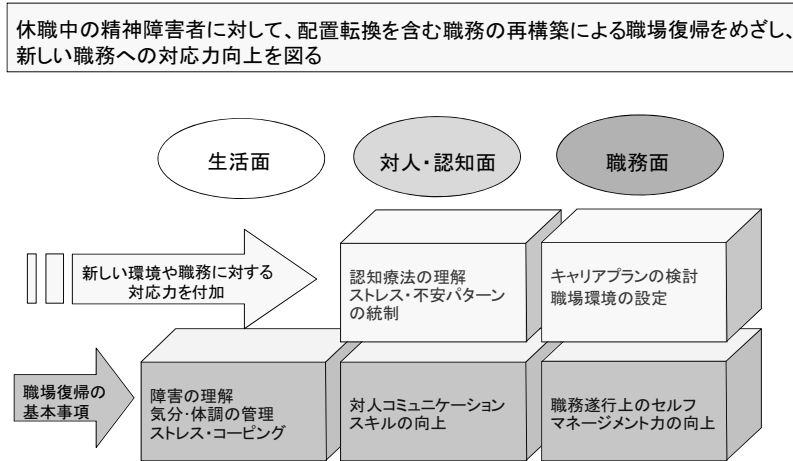 休職中の精神障害者に対して、配置転換を含む職務の再構築による職場復帰をめざし、
新しい職務への対応力向上を図る
生活面
対人・認知面
職務面
新しい環境や職務に対する
対応力を付加
認知療法の理解
ストレス・不安パターン
の統制
キャリアプランの検討
職場環境の設定
職場復帰の
基本事項
障害の理解
気分・体調の管理
ストレス・コーピング
対人コミュニケーション
スキルの向上
職務遂行上のセルフ
マネージメント力の向上